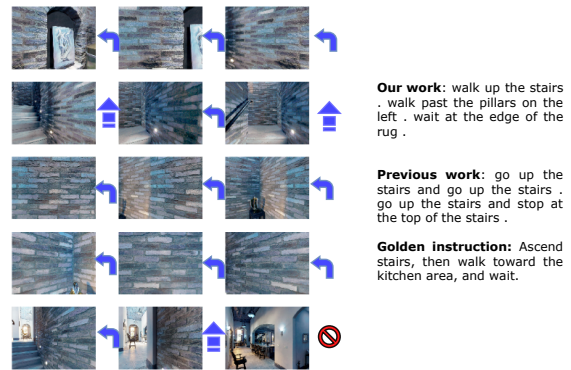 Our work: walk up the stairs
. walk past the pillars on the
left . wait at the edge of the
rug .
Previous work: go up the
stairs and go up the stairs .
go up the stairs and stop at
the top of the stairs .
Golden instruction: Ascend
stairs, then walk toward the
kitchen area, and wait.